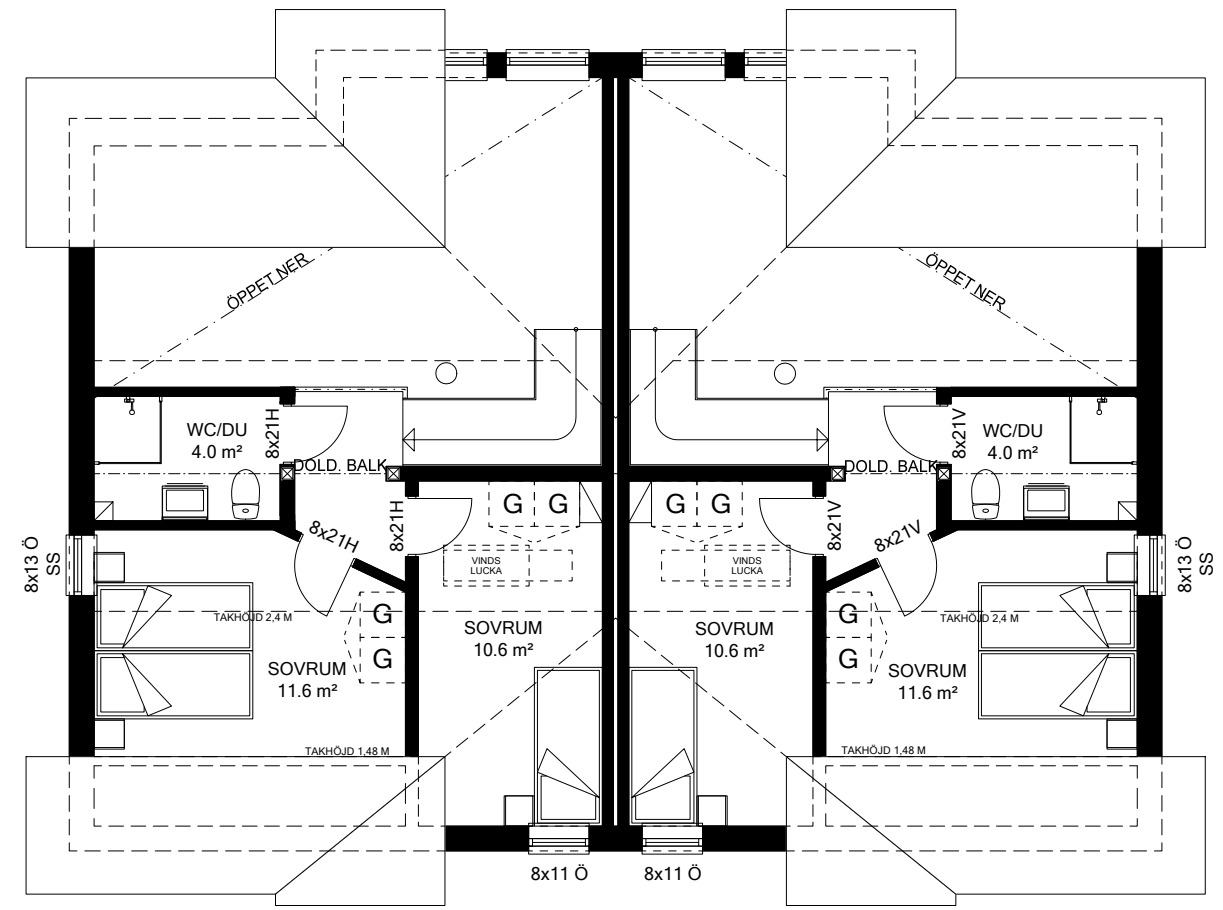 ÖPPET NER
ÖPPET NER
WC/DU
4.0 m²
8x21H
8x21V
WC/DU
4.0 m²
DOLD. BALK
DOLD. BALK
8x21H
8x21H
G G
G G
8x21V
8x21V
8x13 Ö
SS
VINDS
LUCKA
VINDS
LUCKA
8x13 Ö
SS
TAKHÖJD 2,4 M
G
G
SOVRUM
10.6 m²
SOVRUM
10.6 m²
G
G
TAKHÖJD 2,4 M
SOVRUM
11.6 m²
SOVRUM
11.6 m²
TAKHÖJD 1,48 M
TAKHÖJD 1,48 M
8x11 Ö
8x11 Ö